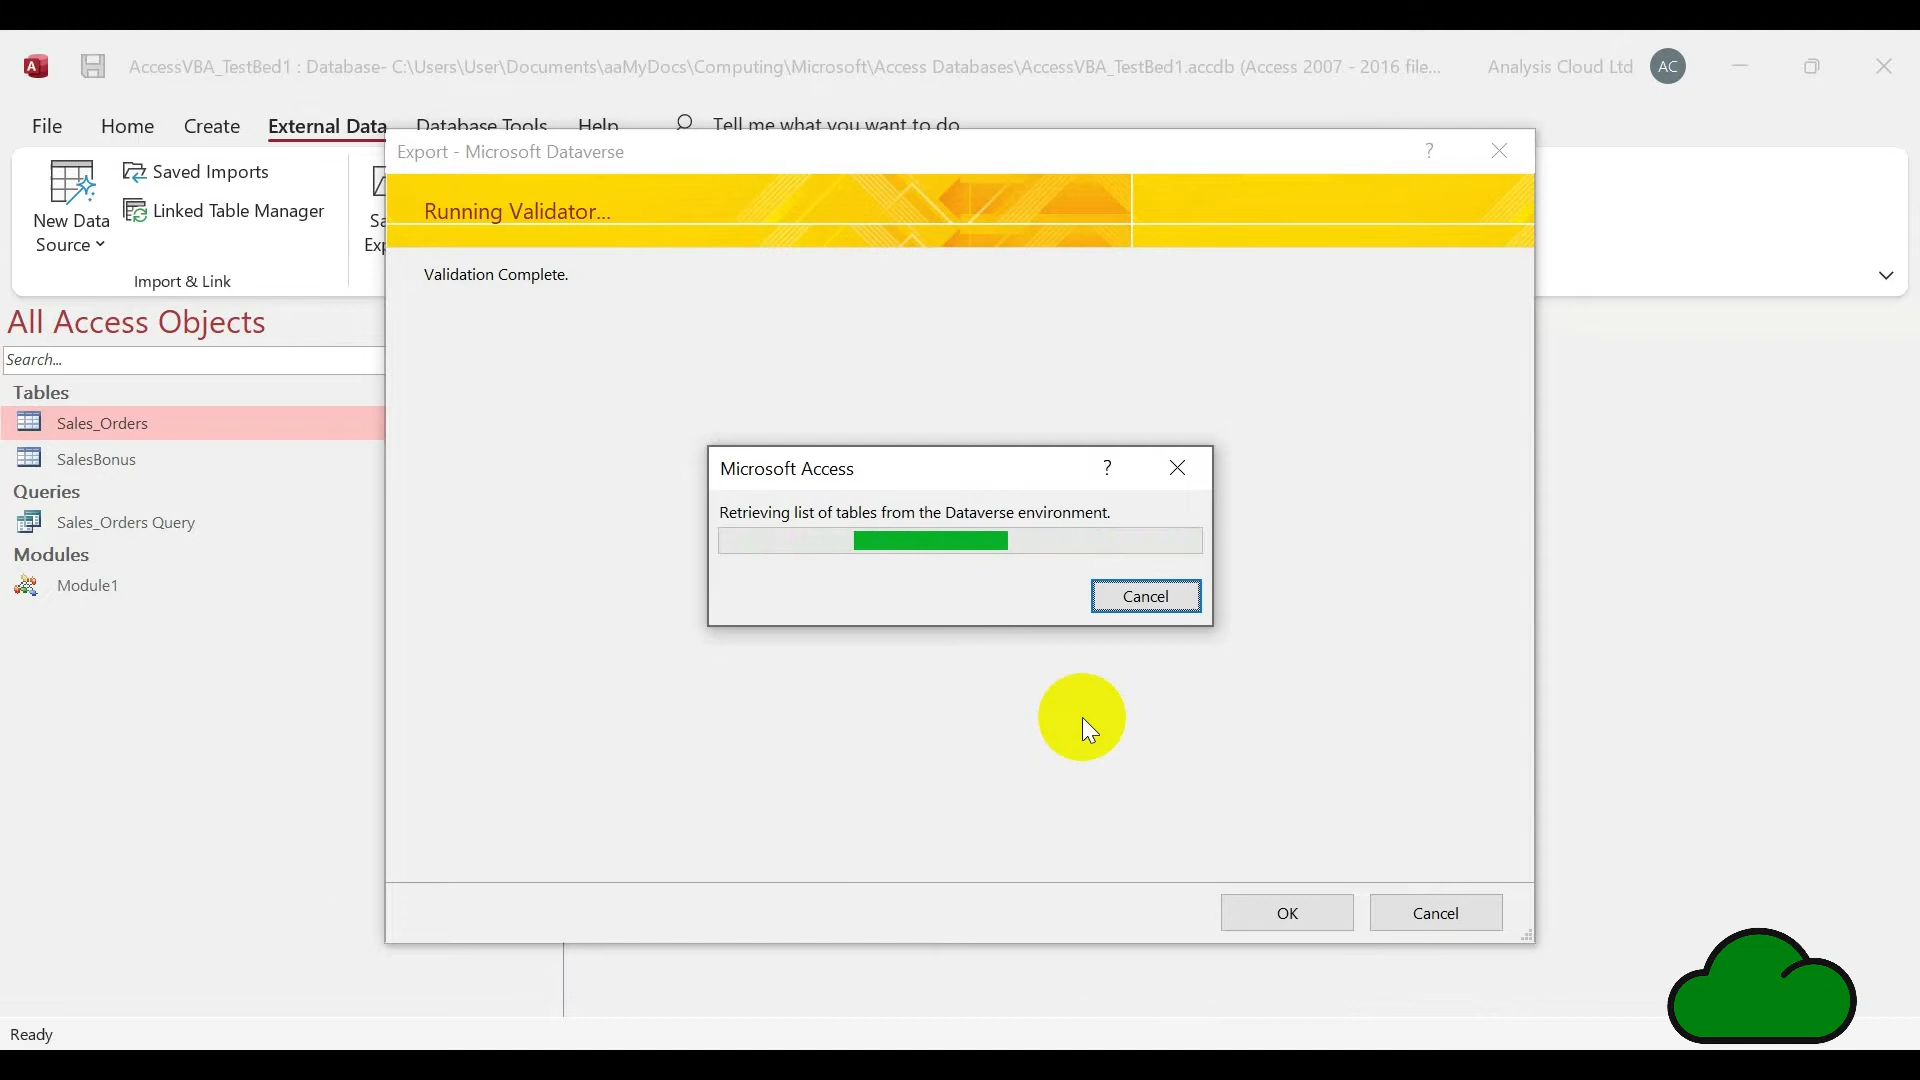 A
AccessVBA_TestBed1 : Database- C:\Users\User\Documents\aaMyDocs\Computing\Microsoft\Access Databases\AccessVBA_TestBed1.accdb (Access 2007 - 2016 file...
Analysis Cloud Ltd
AC
File
Home
Create
External Data
Database Tools
Help
Tell me what you want to do
New Data
Source
Saved Imports
Linked Table Manager
Import & Link
Export - Microsoft Dataverse
?
Running Validator...
Validation Complete.
All Access Objects
Search...
Tables
Sales_Orders
SalesBonus
Queries
Sales_Orders Query
Modules
Module1
Microsoft Access
?
Retrieving list of tables from the Dataverse environment.
Cancel
OK
Cancel
Ready